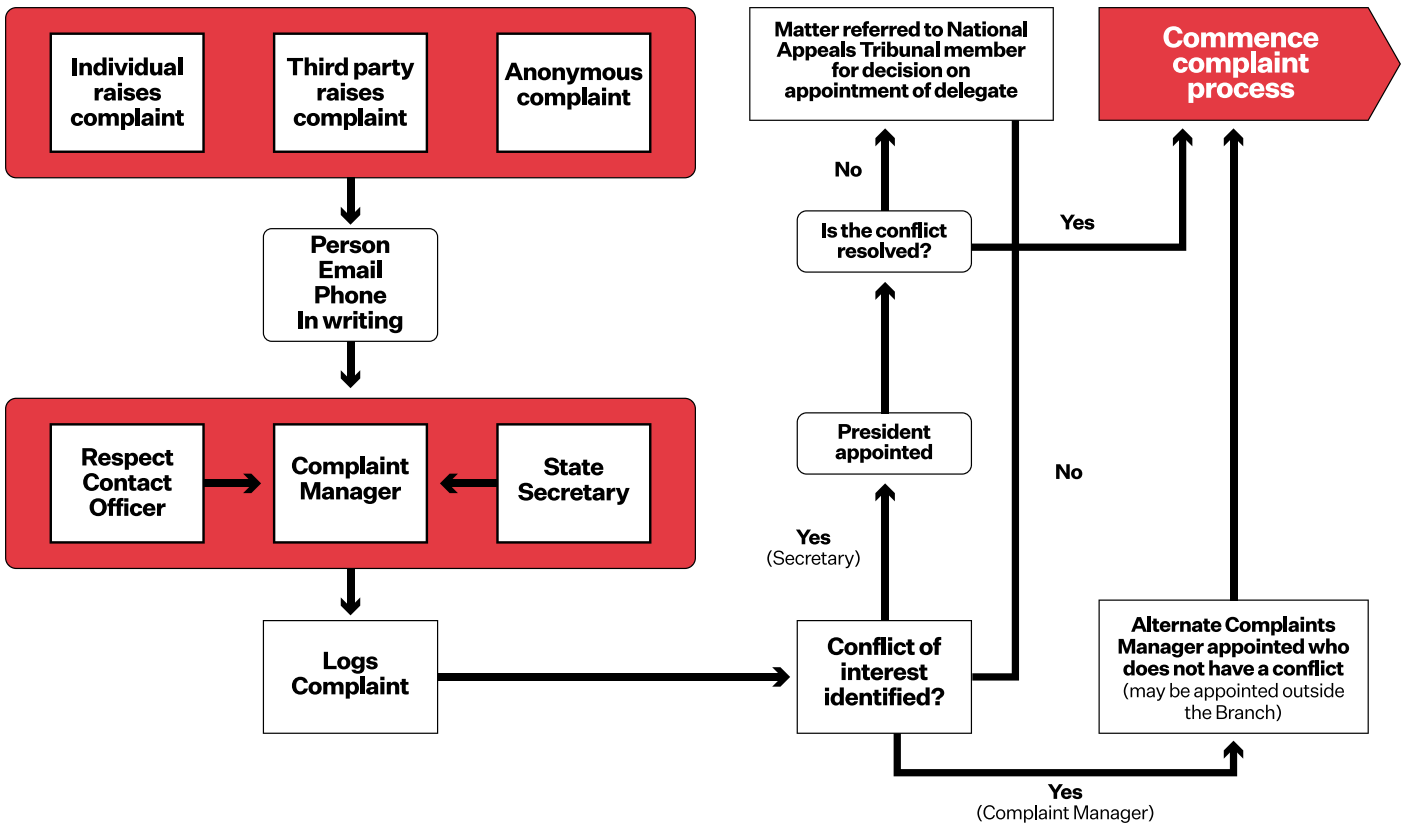 Individual
raises
complaint
Third party
raises
complaint
Anonymous
complaint
Person
Email
Phone
In writing
Respect
Contact
Officer
Complaint
Manager
State
Secretary
Logs
Complaint
Conflict of
interest
identified?
Yes
(Secretary)
President
appointed
Is the conflict
resolved?
No
Matter referred to National
Appeals Tribunal member
for decision on
appointment of delegate
Yes
No
Yes
(Complaint Manager)
Alternate Complaints
Manager appointed who
does not have a conflict
(may be appointed outside
the Branch)
Commence
complaint
process